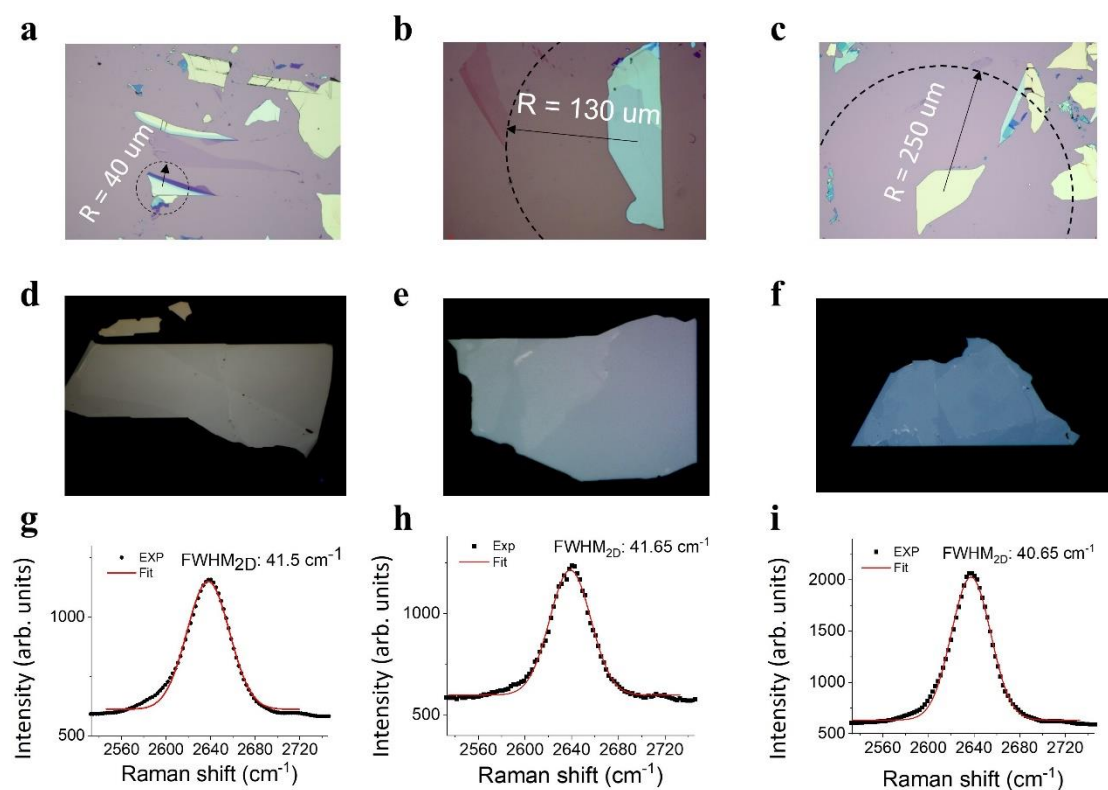 a
b
c
R = 40 um
R = 130 um
R = 250 um
d
e
f
g
h
i
EXP
Fit
FWHM2D: 41.5 cm-1
Intensity (arb. units)
1000
500
2560 2600 2640 2680 2720
Raman shift (cm-1)
Exp
Fit
FWHM2D: 41.65 cm-1
Intensity (arb. units)
1000
500
2560 2600 2640 2680 2720
Raman shift (cm-1)
EXP
Fit
FWHM2D: 40.65 cm-1
Intensity (arb. units)
2000
1500
1000
500
2560 2600 2640 2680 2720
Raman shift (cm-1)